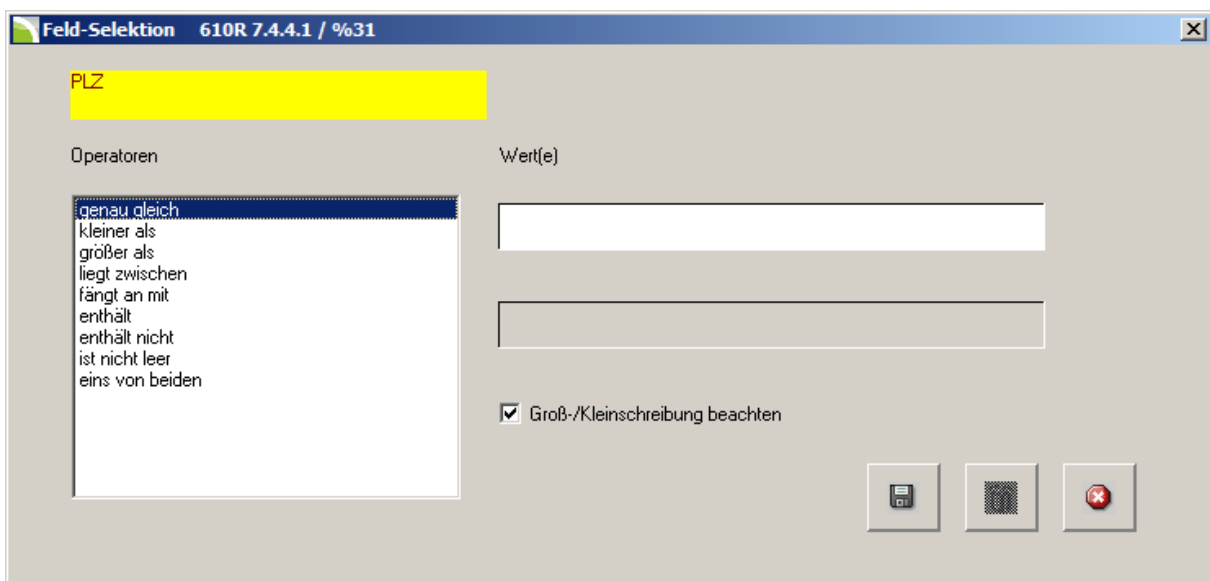 Feld-Selektion 610R 7.4.4.1 / %31
PLZ
Operatoren
Wert(e)
genau gleich
kleiner als
größer als
liegt zwischen
fängt an mit
enthält
enthält nicht
ist nicht leer
eins von beiden
Groß-/Kleinschreibung beachten